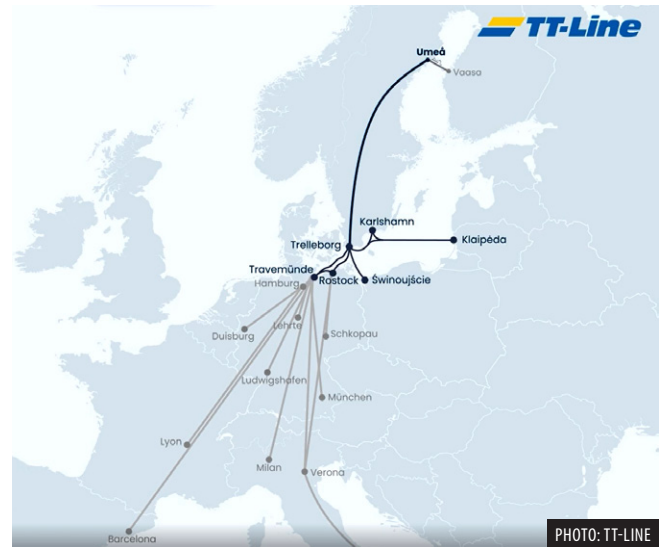 TT-Line
Umeå
Vaasa
Karlshamn
Trelleborg
Klaipėda
Travemünde
Hamburg
Rostock
Świnoujście
Lehrte
Duisburg
Schkopau
Ludwigshafen
München
Lyon
Milan
Verona
Barcelona
PHOTO: TT-LINE